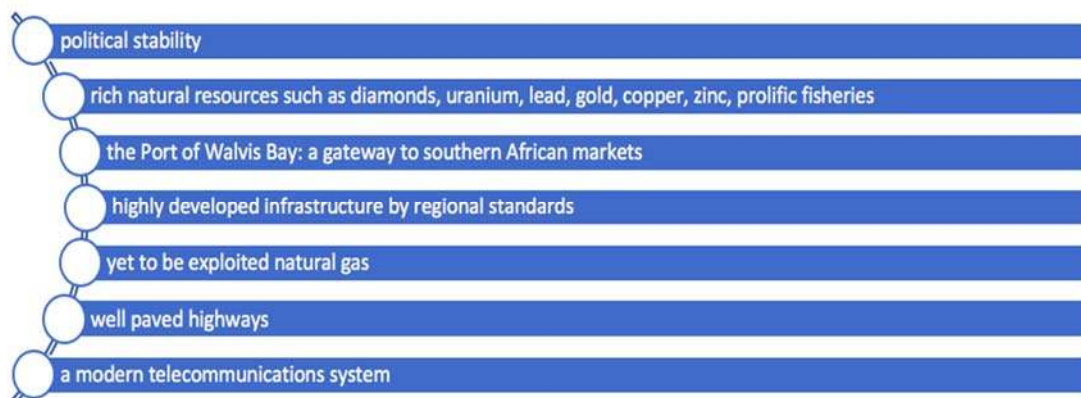 political stability
rich natural resources such as diamonds, uranium, lead, gold, copper, zinc, prolific fisheries
the Port of Walvis Bay: a gateway to southern African markets
highly developed infrastructure by regional standards
yet to be exploited natural gas
well paved highways
a modern telecommunications system